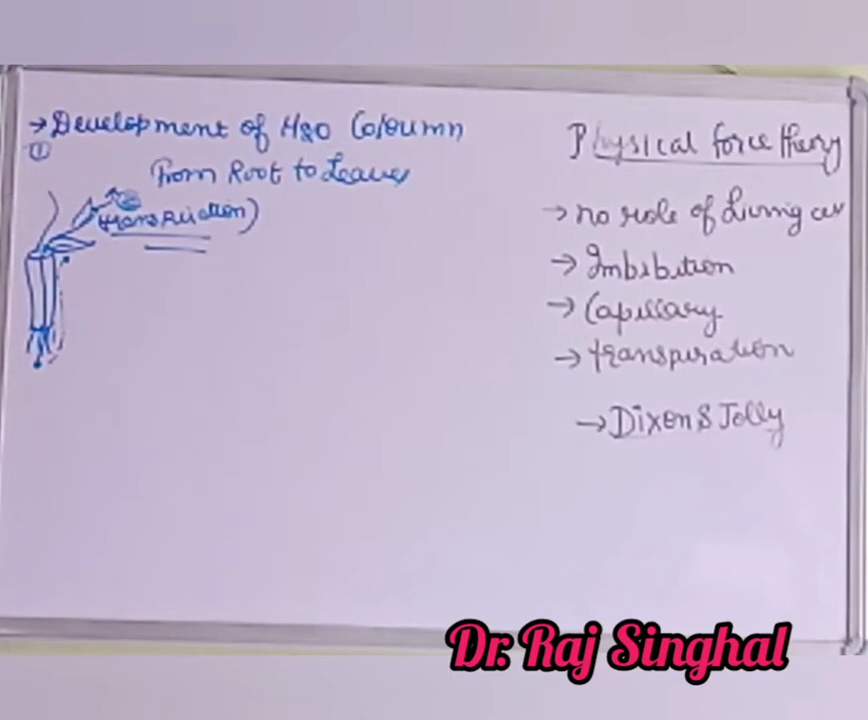 →Development of H2O Coloumn
①
From Root to Leaves
(transpiration)
Physical force theory
→ no role of Living cell
→ Imbibition
→ Capillary
→ transpiration
→ Dixon & Jolly
Dr. Raj Singhal